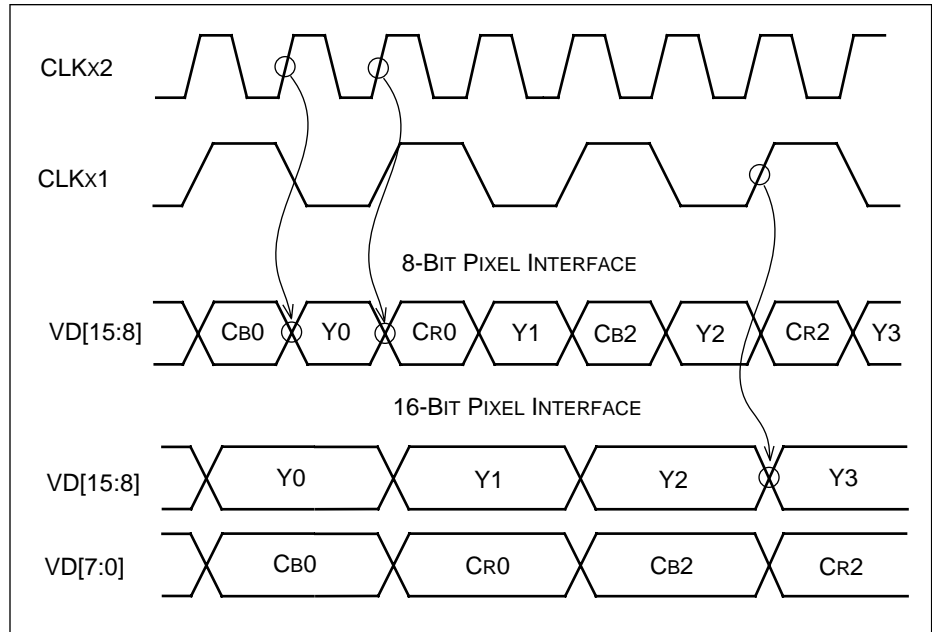 CLKX2
CLKX1
8-BIT PIXEL INTERFACE
VD[15:8] CB0 Y0 CR0 Y1 CB2 Y2 CR2 Y3
16-BIT PIXEL INTERFACE
VD[15:8] Y0 Y1 Y2 Y3
VD[7:0] CB0 CR0 CB2 CR2